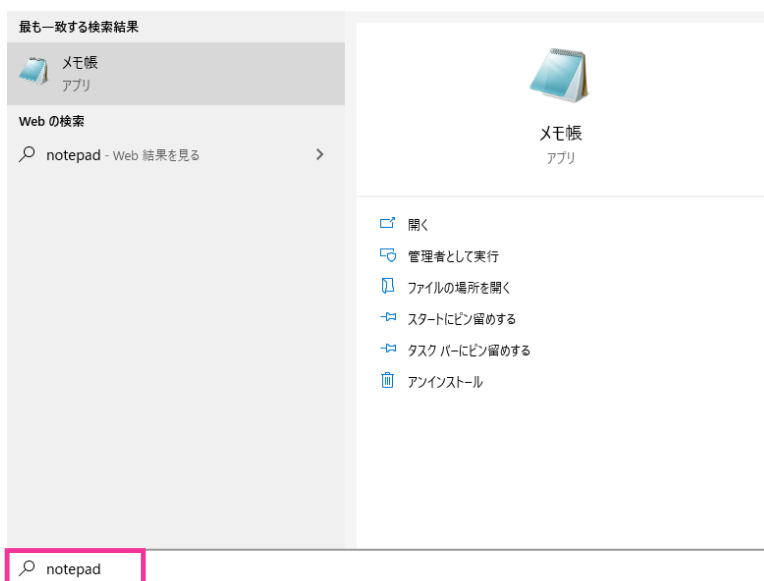 最も一致する検索結果
メモ帳
アプリ
Web の検索
notepad - Web 結果を見る
メモ帳
アプリ
開く
管理者として実行
ファイルの場所を開く
スタートにピン留めする
タスク バーにピン留めする
アンインストール
notepad